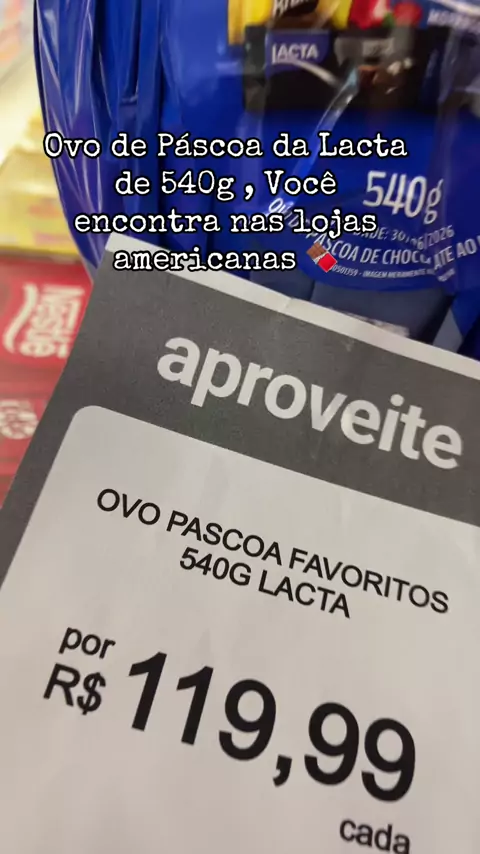 LACTA
Ovo de Páscoa da Lacta
de 540g , Você
encontra nas lojas
americanas 🍫
540g
Nestlé
aproveite
OVO PASCOA FAVORITOS
540G LACTA
por
R$ 119,99
cada